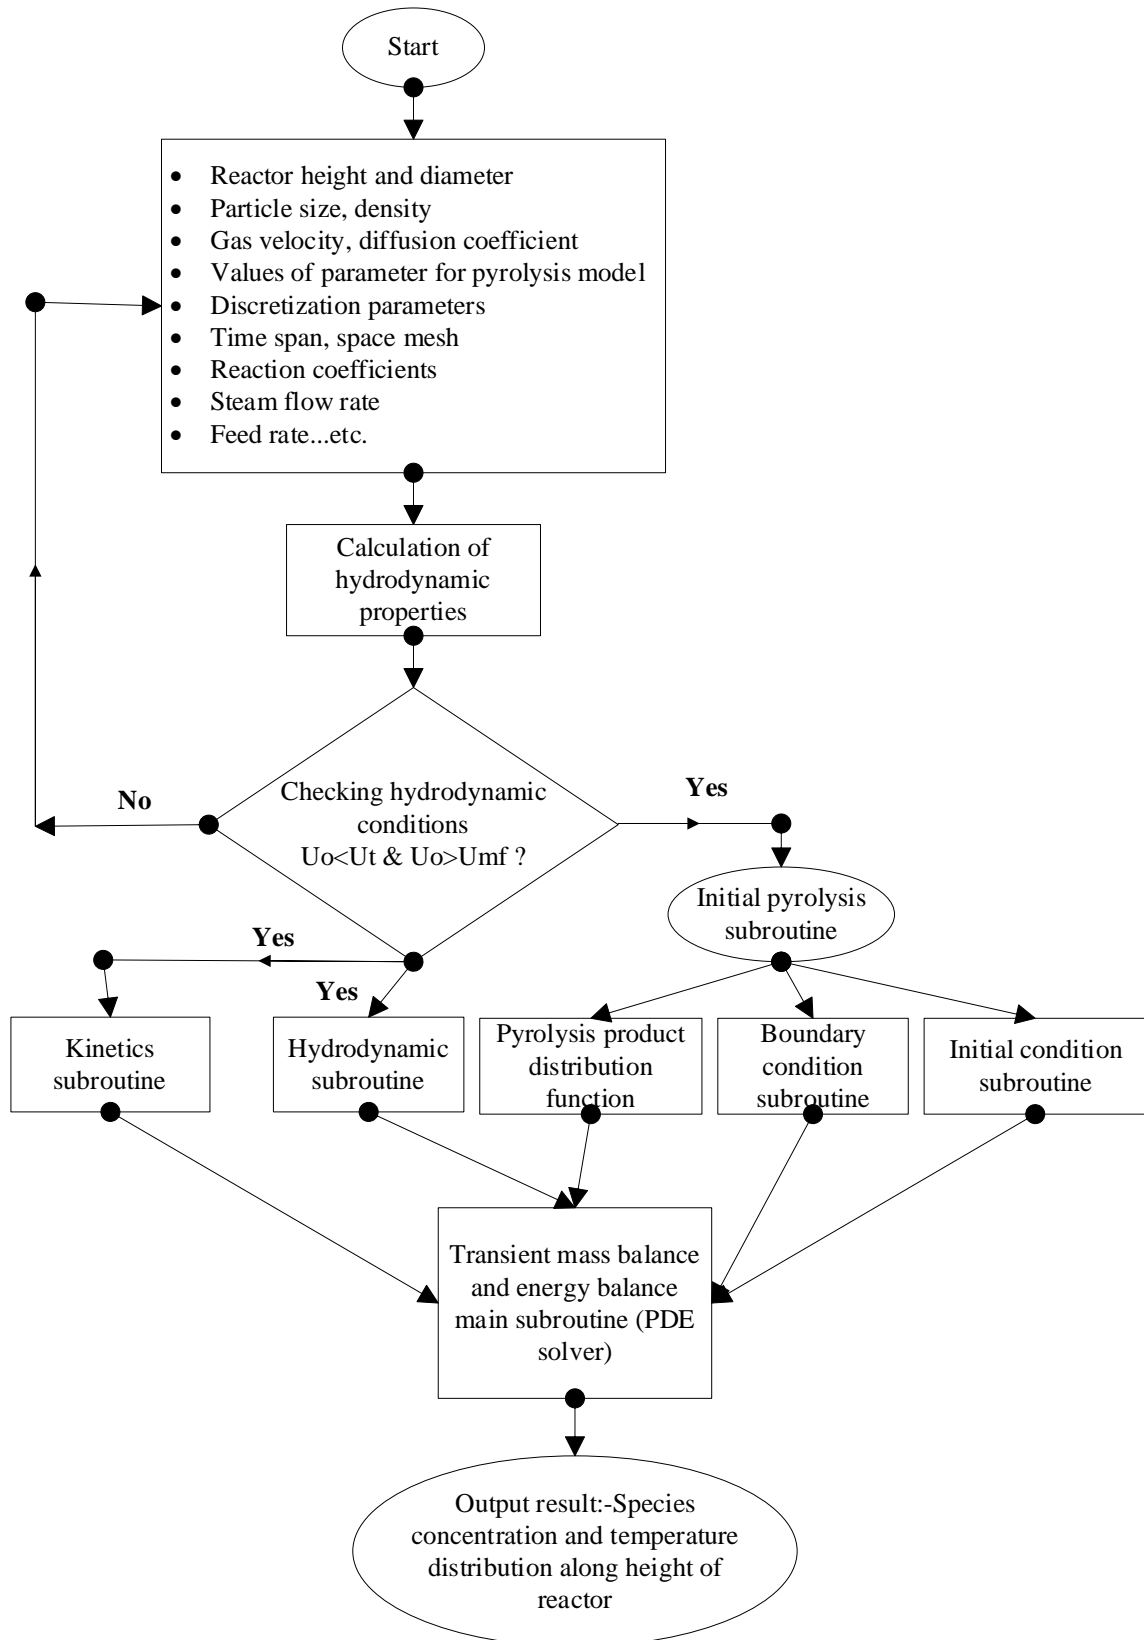 Start
• Reactor height and diameter
• Particle size, density
• Gas velocity, diffusion coefficient
• Values of parameter for pyrolysis model
• Discretization parameters
• Time span, space mesh
• Reaction coefficients
• Steam flow rate
• Feed rate...etc.
Calculation of
hydrodynamic
properties
No
Checking hydrodynamic
conditions
Uo<Ut & Uo>Umf ?
Yes
Initial pyrolysis
subroutine
Yes
Yes
Kinetics
subroutine
Hydrodynamic
subroutine
Pyrolysis product
distribution
function
Boundary
condition
subroutine
Initial condition
subroutine
Transient mass balance
and energy balance
main subroutine (PDE
solver)
Output result:-Species
concentration and temperature
distribution along height of
reactor